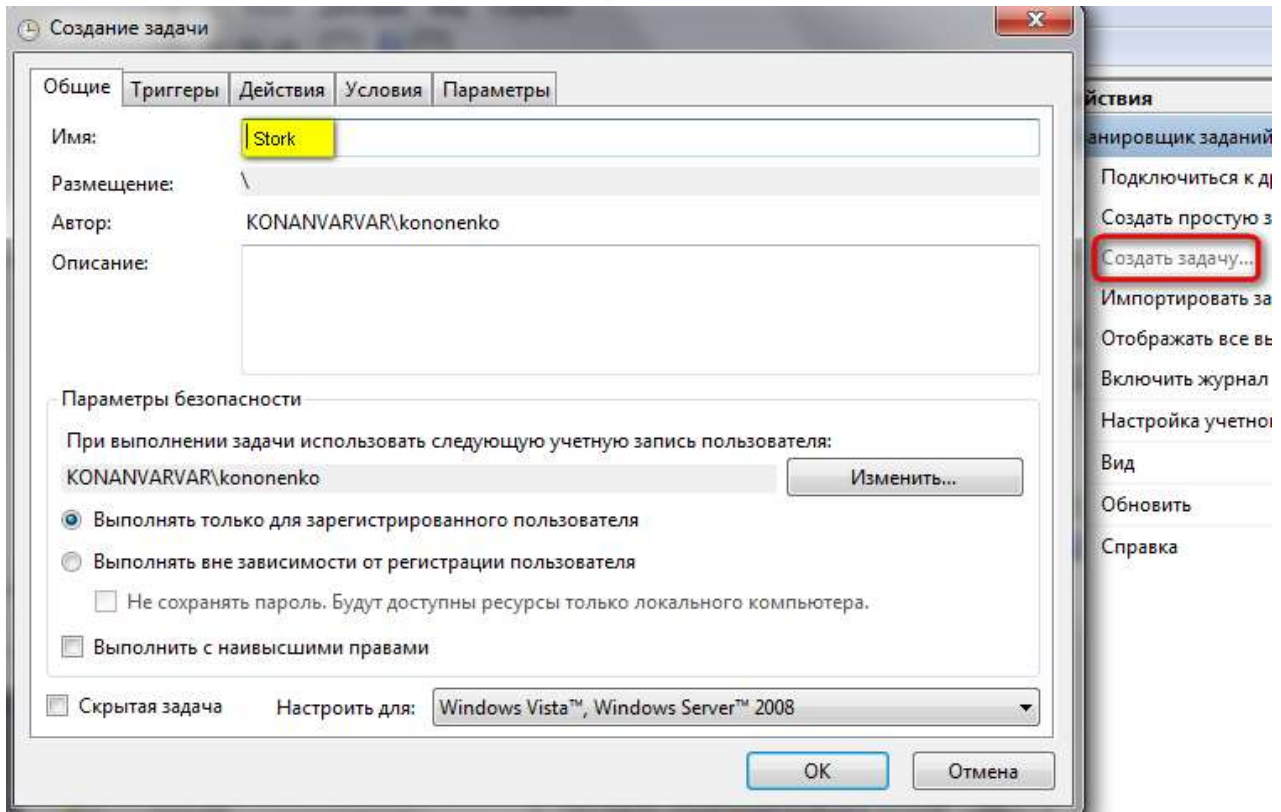 Создание задачи
Общие Триггеры Действия Условия Параметры
Имя: Stork
Размещение: \
Автор: KONANVARVAR\kononenko
Описание:
Параметры безопасности
При выполнении задачи использовать следующую учетную запись пользователя:
KONANVARVAR\kononenko Изменить...
Выполнять только для зарегистрированного пользователя
Выполнять вне зависимости от регистрации пользователя
Не сохранять пароль. Будут доступны ресурсы только локального компьютера.
Выполнить с наивысшими правами
Скрытая задача Настроить для: Windows Vista™, Windows Server™ 2008
OK Отмена
йствия
анировщик заданий
Подключиться к др
Создать простую з
Создать задачу...
Импортировать за
Отображать все вы
Включить журнал
Настройка учетно
Вид
Обновить
Справка